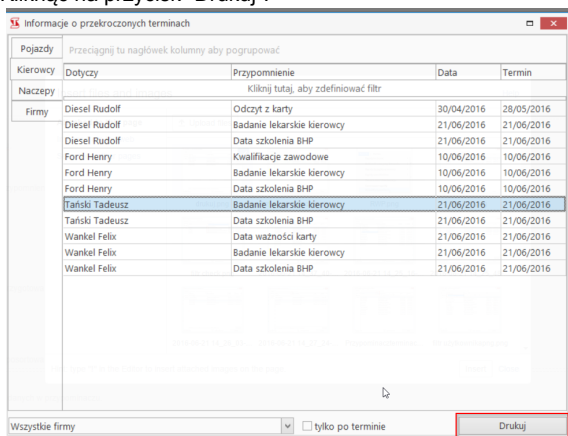 Informacje o przekroczonych terminach
Pojazdy
Przeciągnij tu nagłówek kolumny aby pogrupować
Kierowcy
Dotyczy Przypomnienie Data Termin
Naczepy
Kliknij tutaj, aby zdefiniować filtr
Firmy
Diesel Rudolf Odczyt z karty 30/04/2016 28/05/2016
Diesel Rudolf Badanie lekarskie kierowcy 21/06/2016 21/06/2016
Diesel Rudolf Data szkolenia BHP 21/06/2016 21/06/2016
Ford Henry Kwalifikacje zawodowe 10/06/2016 10/06/2016
Ford Henry Badanie lekarskie kierowcy 10/06/2016 10/06/2016
Ford Henry Data szkolenia BHP 10/06/2016 10/06/2016
Tański Tadeusz Badanie lekarskie kierowcy 21/06/2016 21/06/2016
Tański Tadeusz Data szkolenia BHP 21/06/2016 21/06/2016
Wankel Felix Data ważności karty 21/06/2016 21/06/2016
Wankel Felix Badanie lekarskie kierowcy 21/06/2016 21/06/2016
Wankel Felix Data szkolenia BHP 21/06/2016 21/06/2016
Wszystkie firmy tylko po terminie Drukuj